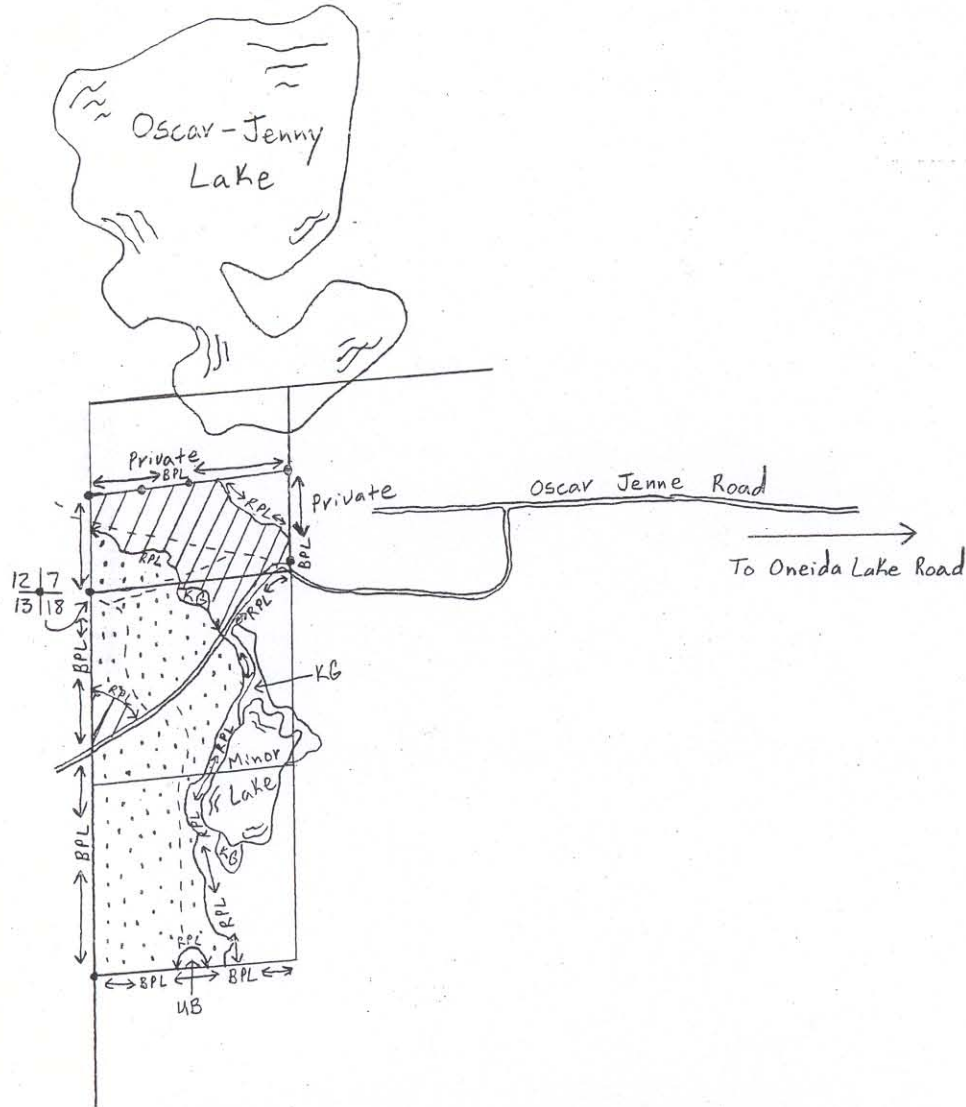 Oscar-Jenny
Lake
Private
BPL
RPL
BPL
Private
Oscar Jenne Road
To Oneida Lake Road
RPL
12 7
13 18
KG
RPL
BPL
RPL
KG
RPL
Minor
Lake
BPL
RPL
KG
RPL
RPL
BPL
BPL
UB